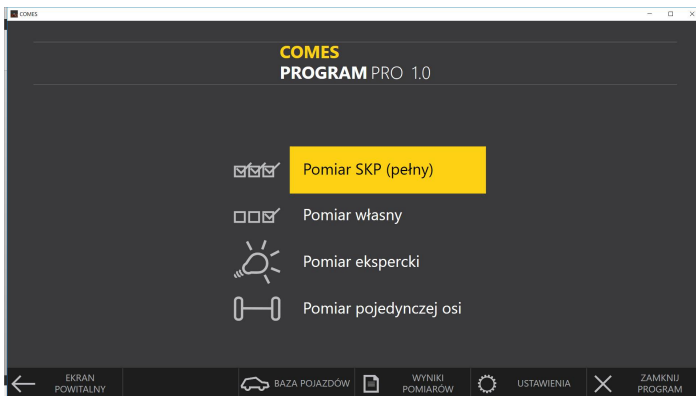 COMES
COMES
PROGRAM PRO 1.0
Pomiar SKP (pełny)
Pomiar własny
Pomiar ekspercki
Pomiar pojedynczej osi
EKRAN
POWITALNY
BAZA POJAZDÓW
WYNIKI
POMIARÓW
USTAWIENIA
ZAMKNIJ
PROGRAM